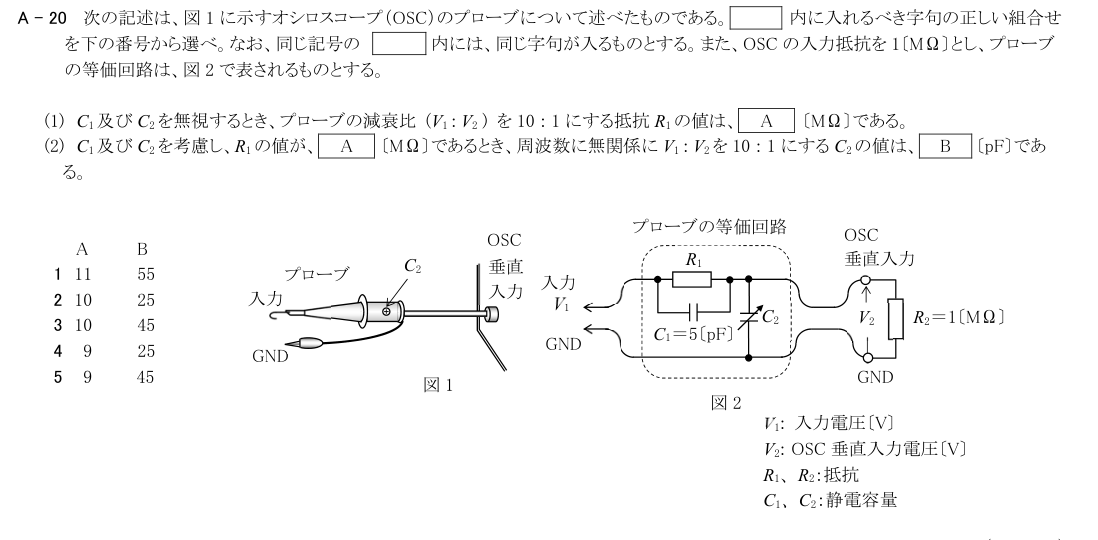 A－20 次の記述は、図1に示すオシロスコープ(OSC)のプローブについて述べたものである。 内に入れるべき字句の正しい組合せ
を下の番号から選べ。なお、同じ記号の 内には、同じ字句が入るものとする。また、OSC の入力抵抗を 1〔MΩ〕とし、プローブ
の等価回路は、図2で表されるものとする。
(1) C₁及び C₂を無視するとき、プローブの減衰比 (V₁：V₂) を 10：1 にする抵抗 R₁の値は、 A 〔MΩ〕である。
(2) C₁及び C₂を考慮し、R₁の値が、 A 〔MΩ〕であるとき、周波数に無関係に V₁：V₂を 10：1 にする C₂の値は、 B 〔pF〕であ
る。
A B
1 11 55
2 10 25
3 10 45
4 9 25
5 9 45
プローブ
C₂
OSC
垂直
入力
入力
GND
図1
プローブの等価回路
R₁
OSC
垂直入力
入力
V₁
C₁＝5〔pF〕
C₂
V₂
R₂＝1〔MΩ〕
GND
GND
図2
V₁: 入力電圧〔V〕
V₂: OSC 垂直入力電圧〔V〕
R₁、 R₂:抵抗
C₁、 C₂:静電容量